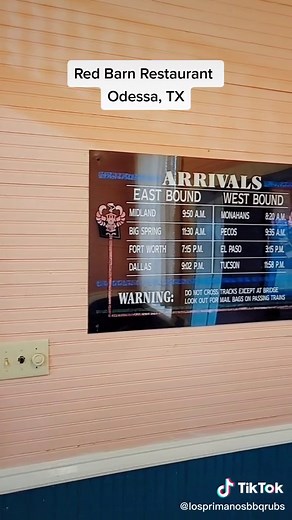 Red Barn Restaurant
Odessa, TX
ARRIVALS
EAST BOUND WEST BOUND
MIDLAND 9:50 A.M. MONAHANS 8:20 A.M.
BIG SPRING 11:30 A.M. PECOS 9:35 A.M.
FORT WORTH 7:15 P.M. EL PASO 3:15 P.M.
DALLAS 9:02 P.M. TUCSON 11:58 P.M.
WARNING: DO NOT CROSS TRACKS EXCEPT AT BRIDGE
LOOK OUT FOR MAIL BAGS ON PASSING TRAINS
TikTok
@losprimanosbbqrubs